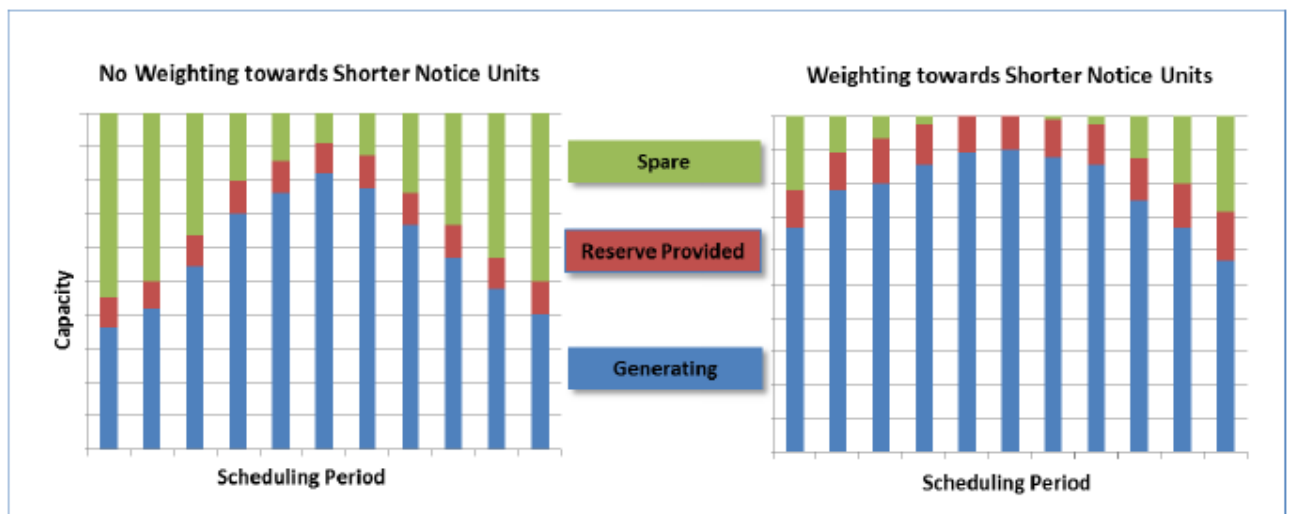 No Weighting towards Shorter Notice Units
Weighting towards Shorter Notice Units
Spare
Reserve Provided
Generating
Capacity
Scheduling Period
Scheduling Period